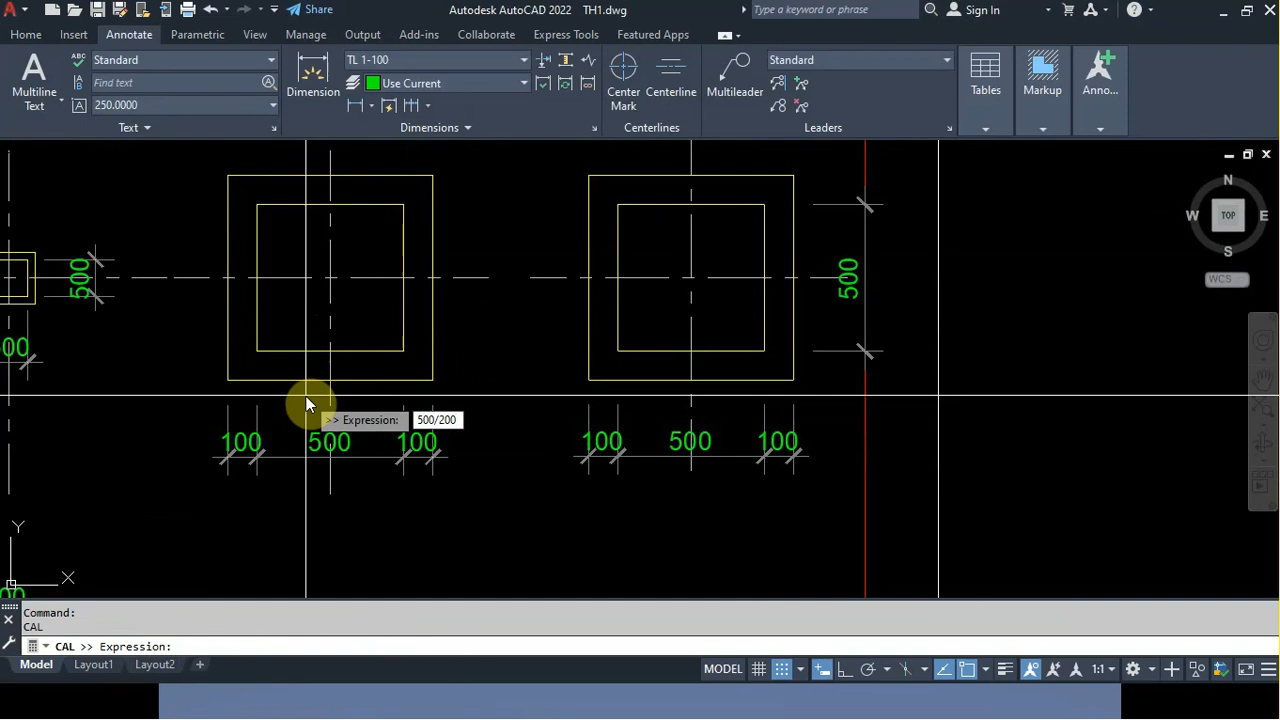 Share
Autodesk AutoCAD 2022 TH1.dwg
Type a keyword or phrase
Sign In
Home Insert Annotate Parametric View Manage Output Add-ins Collaborate Express Tools Featured Apps
Standard
Find text
250.0000
Multiline
Text
Text
Dimension
TL 1-100
Use Current
Dimensions
Center
Mark
Centerline
Centerlines
Multileader
Standard
Leaders
Tables
Markup
Anno...
N
W TOP E
S
WCS
500
500
00
>> Expression: 500/200
100 500 100
100 500 100
Y
X
00
Command:
CAL
CAL >> Expression:
Model Layout1 Layout2 +
MODEL
1:1